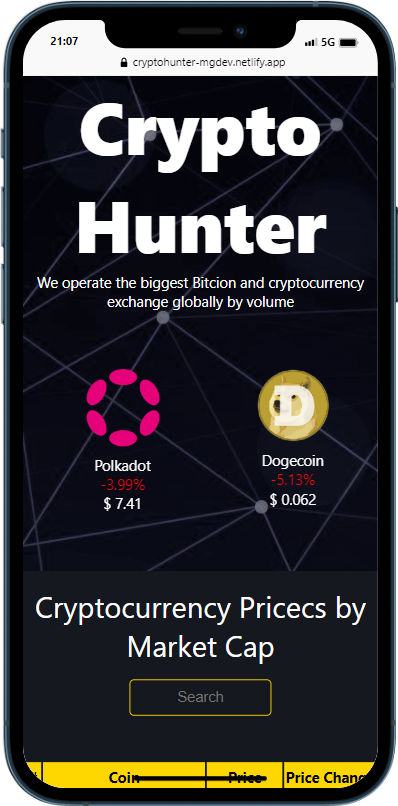 21:07
5G
cryptohunter-mgdev.netlify.app
Crypto
Hunter
We operate the biggest Bitcion and cryptocurrency
exchange globally by volume
Polkadot
-3.99%
$ 7.41
Dogecoin
-5.13%
$ 0.062
Cryptocurrency Pricecs by
Market Cap
Search
Coin Price Price Chang